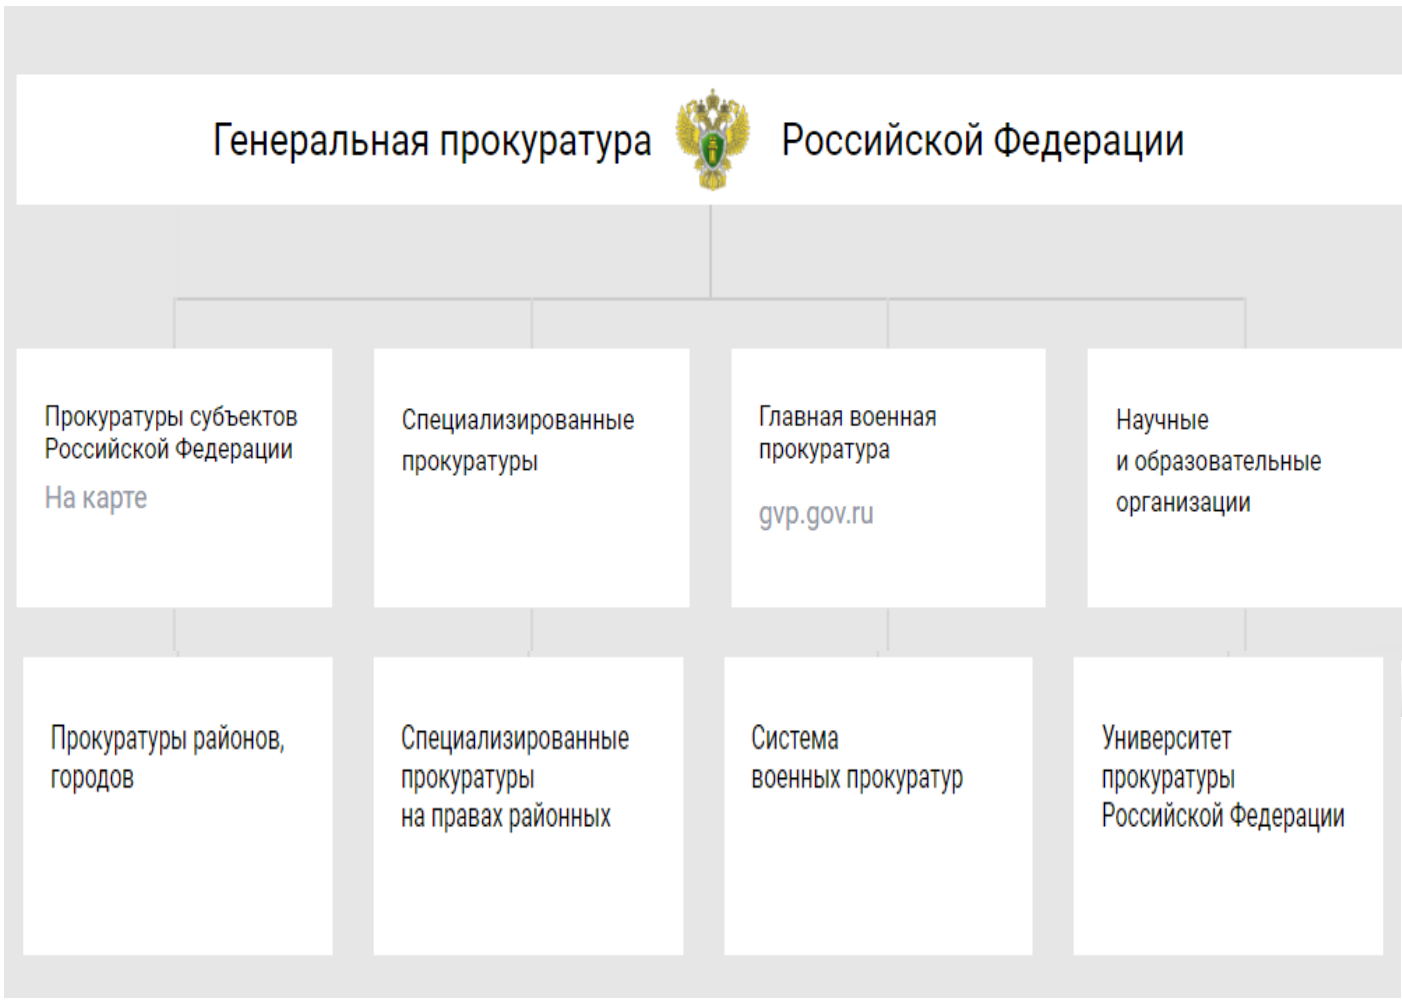 Генеральная прокуратура Российской Федерации
Прокуратуры субъектов
Российской Федерации
На карте
Специализированные
прокуратуры
Главная военная
прокуратура
gvp.gov.ru
Научные
и образовательные
организации
Прокуратуры районов,
городов
Специализированные
прокуратуры
на правах районных
Система
военных прокуратур
Университет
прокуратуры
Российской Федерации